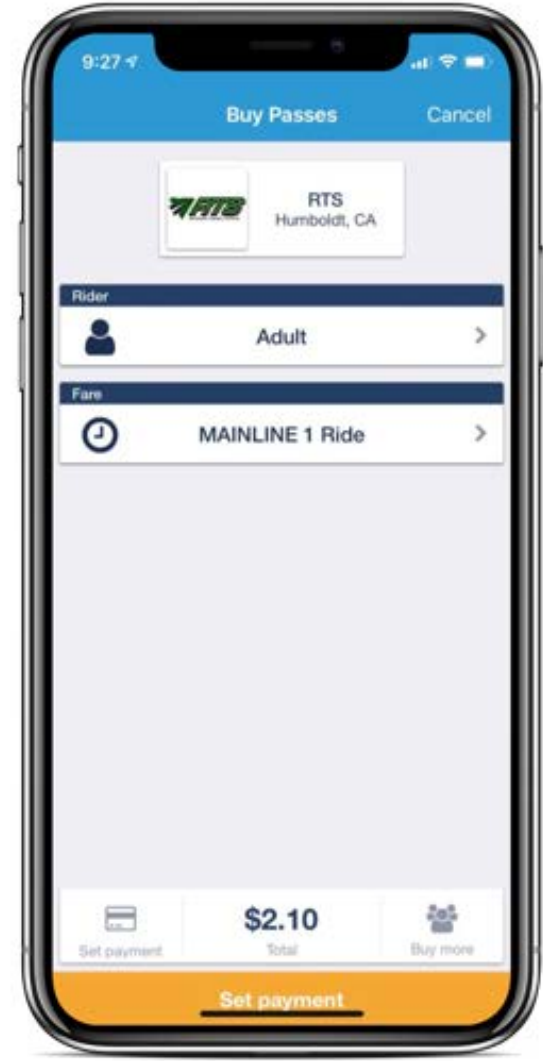 9:27
Buy Passes
Cancel
RTS
RTS
Humboldt, CA
Rider
Adult
Fare
MAINLINE 1 Ride
Set payment
$2.10
Total
Buy more
Set payment